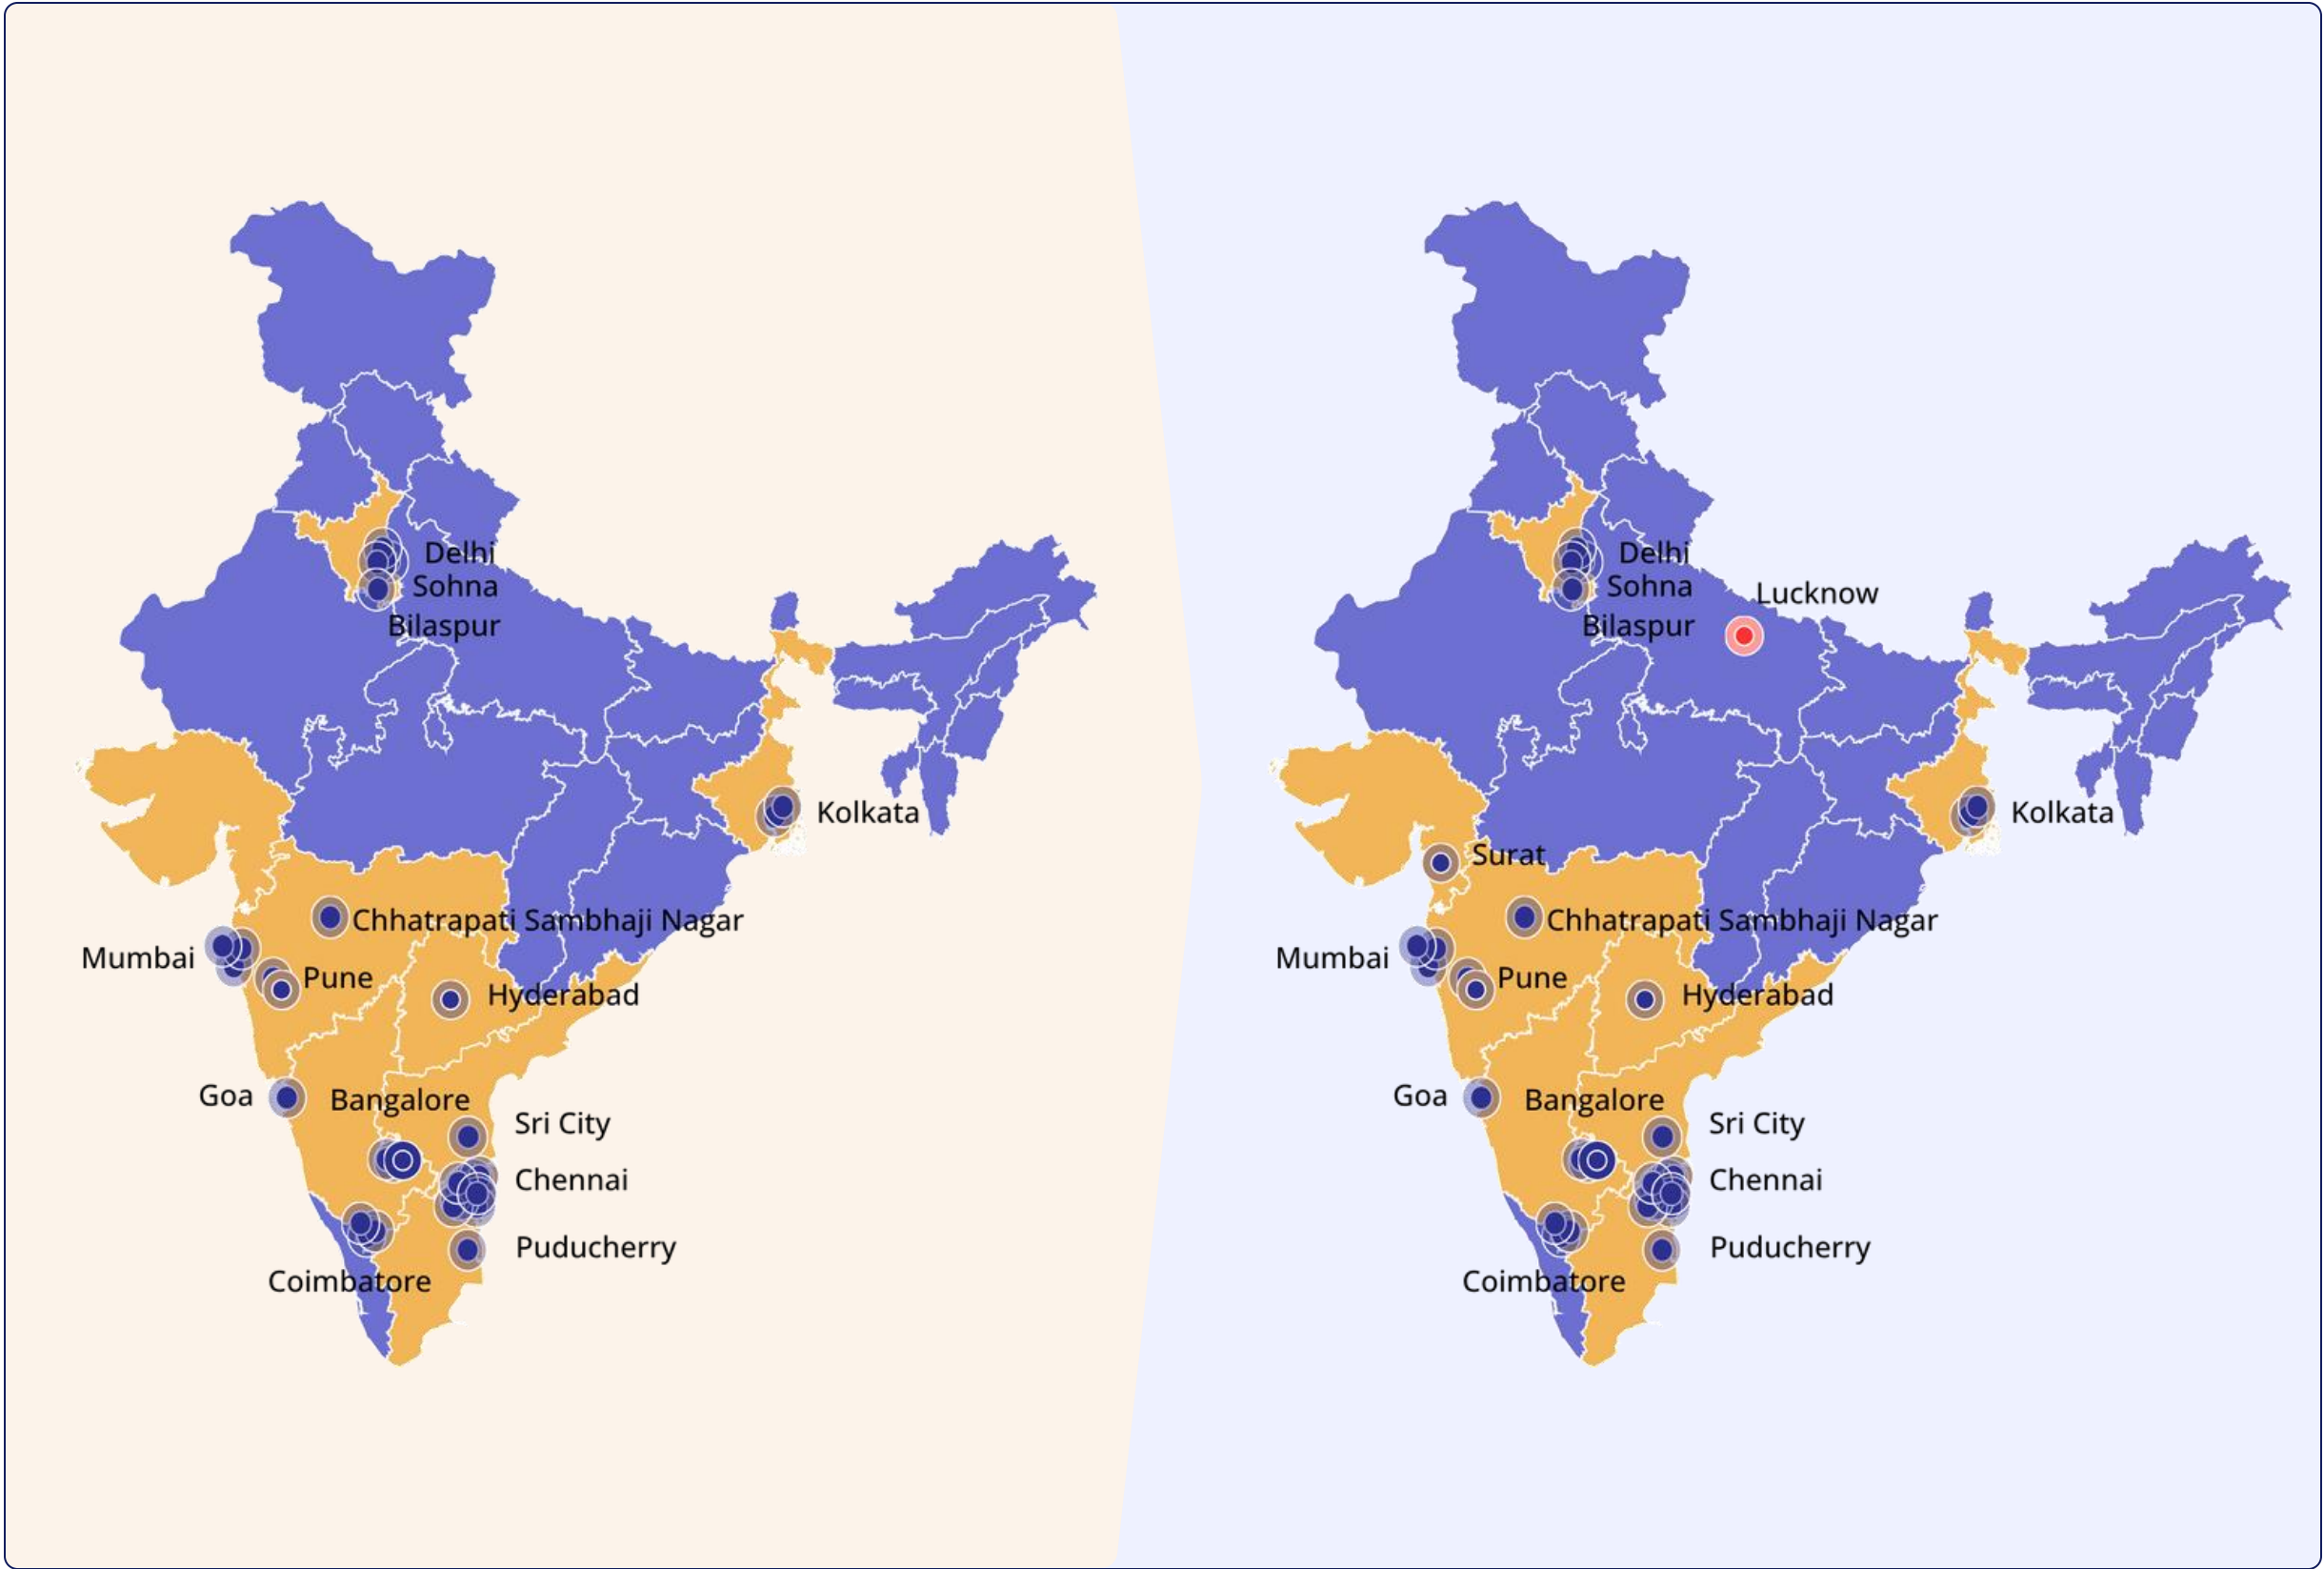 Delhi
Sohna
Bilaspur
Kolkata
Chhatrapati Sambhaji Nagar
Mumbai
Pune
Hyderabad
Goa
Bangalore
Sri City
Chennai
Puducherry
Coimbatore
Delhi
Sohna
Lucknow
Bilaspur
Kolkata
Surat
Chhatrapati Sambhaji Nagar
Mumbai
Pune
Hyderabad
Goa
Bangalore
Sri City
Chennai
Puducherry
Coimbatore